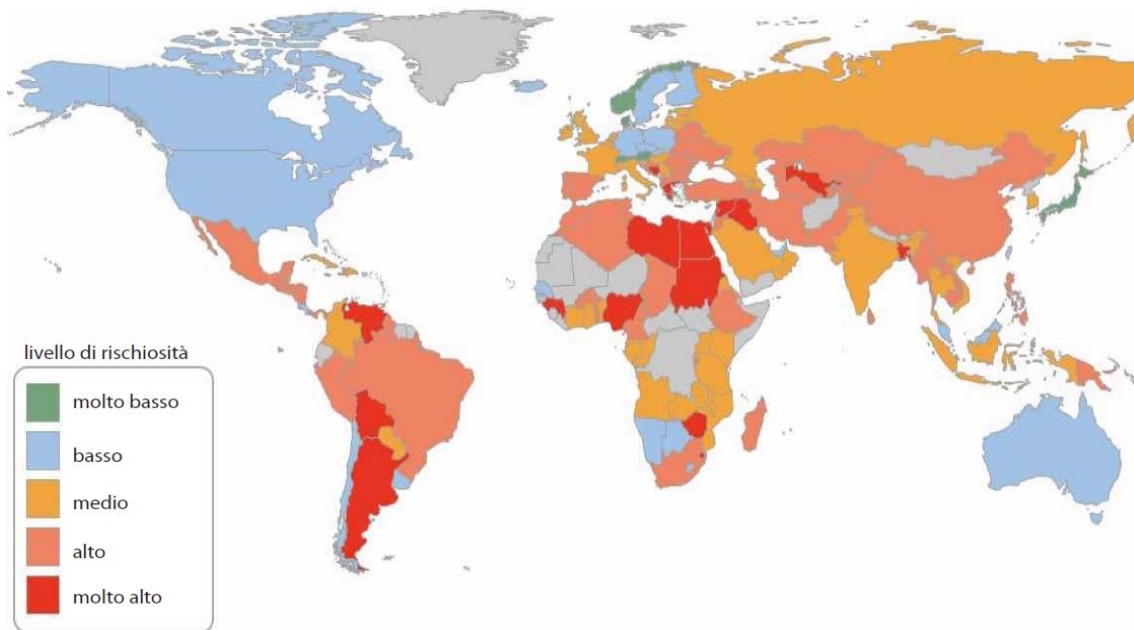 livello di rischiosità
molto basso
basso
medio
alto
molto alto